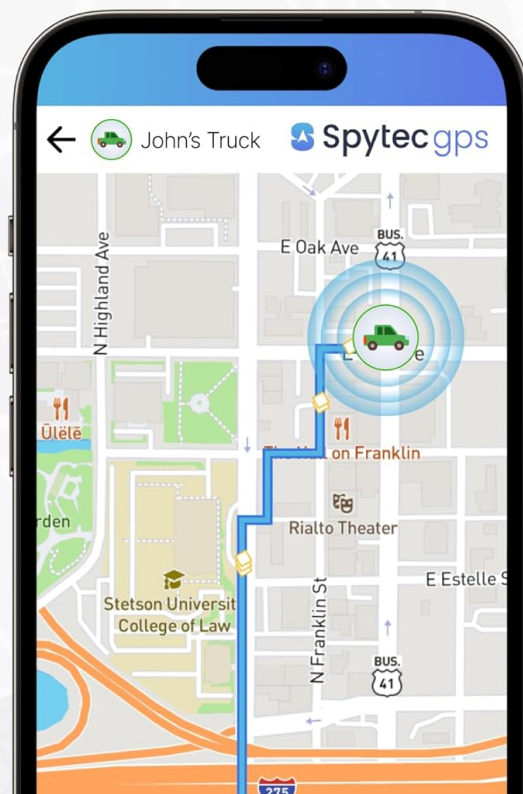 John's Truck
Spytec gps
E Oak Ave
BUS.
41
N Highland Ave
E
e
Ülëlë
on Franklin
rden
Rialto Theater
Stetson Universit
College of Law
E Estelle S
N Franklin St
BUS.
41
275